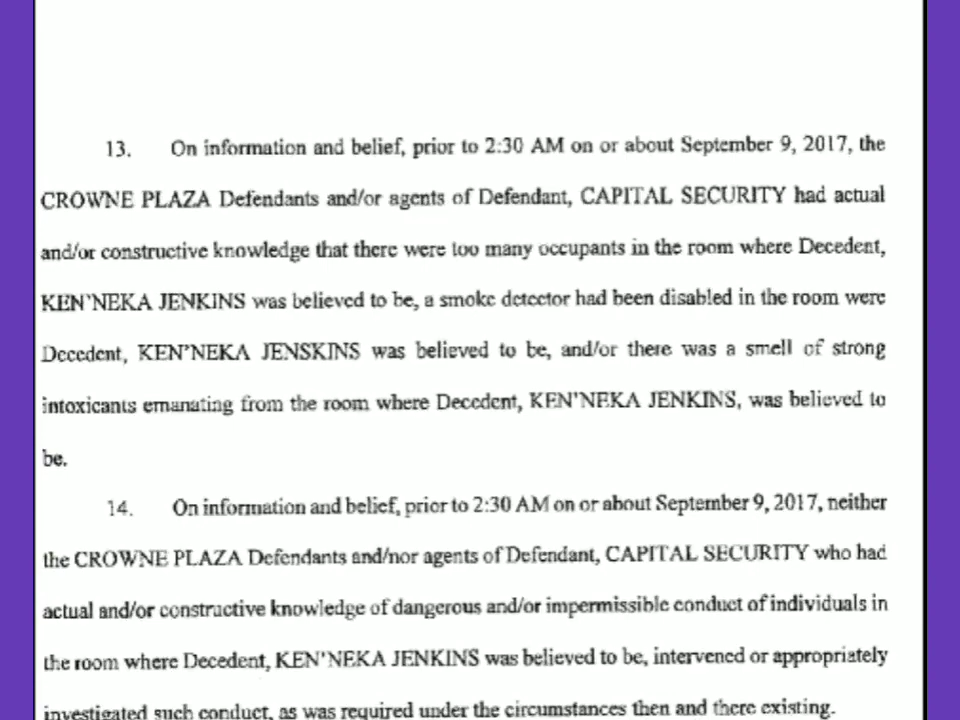 13. On information and belief, prior to 2:30 AM on or about September 9, 2017, the
CROWNE PLAZA Defendants and/or agents of Defendant, CAPITAL SECURITY had actual
and/or constructive knowledge that there were too many occupants in the room where Decedent,
KEN'NEKA JENKINS was believed to be, a smoke detector had been disabled in the room were
Decedent, KEN'NEKA JENSKINS was believed to be, and/or there was a smell of strong
intoxicants emanating from the room where Decedent, KEN'NEKA JENKINS, was believed to
be.
14. On information and belief, prior to 2:30 AM on or about September 9, 2017, neither
the CROWNE PLAZA Defendants and/nor agents of Defendant, CAPITAL SECURITY who had
actual and/or constructive knowledge of dangerous and/or impermissible conduct of individuals in
the room where Decedent, KEN'NEKA JENKINS was believed to be, intervened or appropriately
investigated such conduct, as was required under the circumstances then and there existing.